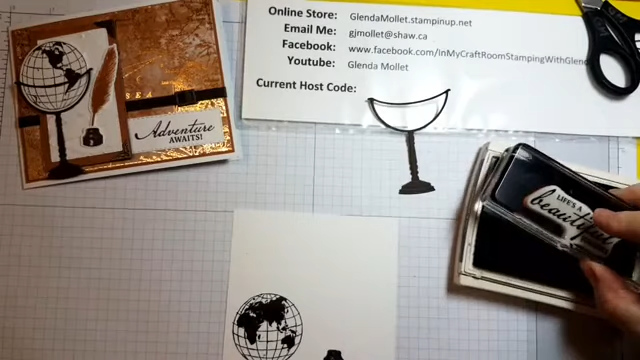 Online Store: GlendaMollet.stampinup.net
Email Me: gjmollet@shaw.ca
Facebook: www.facebook.com/InMyCraftRoomStampingWithGlend
Youtube: Glenda Mollet
Current Host Code:
Adventure
AWAITS!
LIFE'S A
beautiful